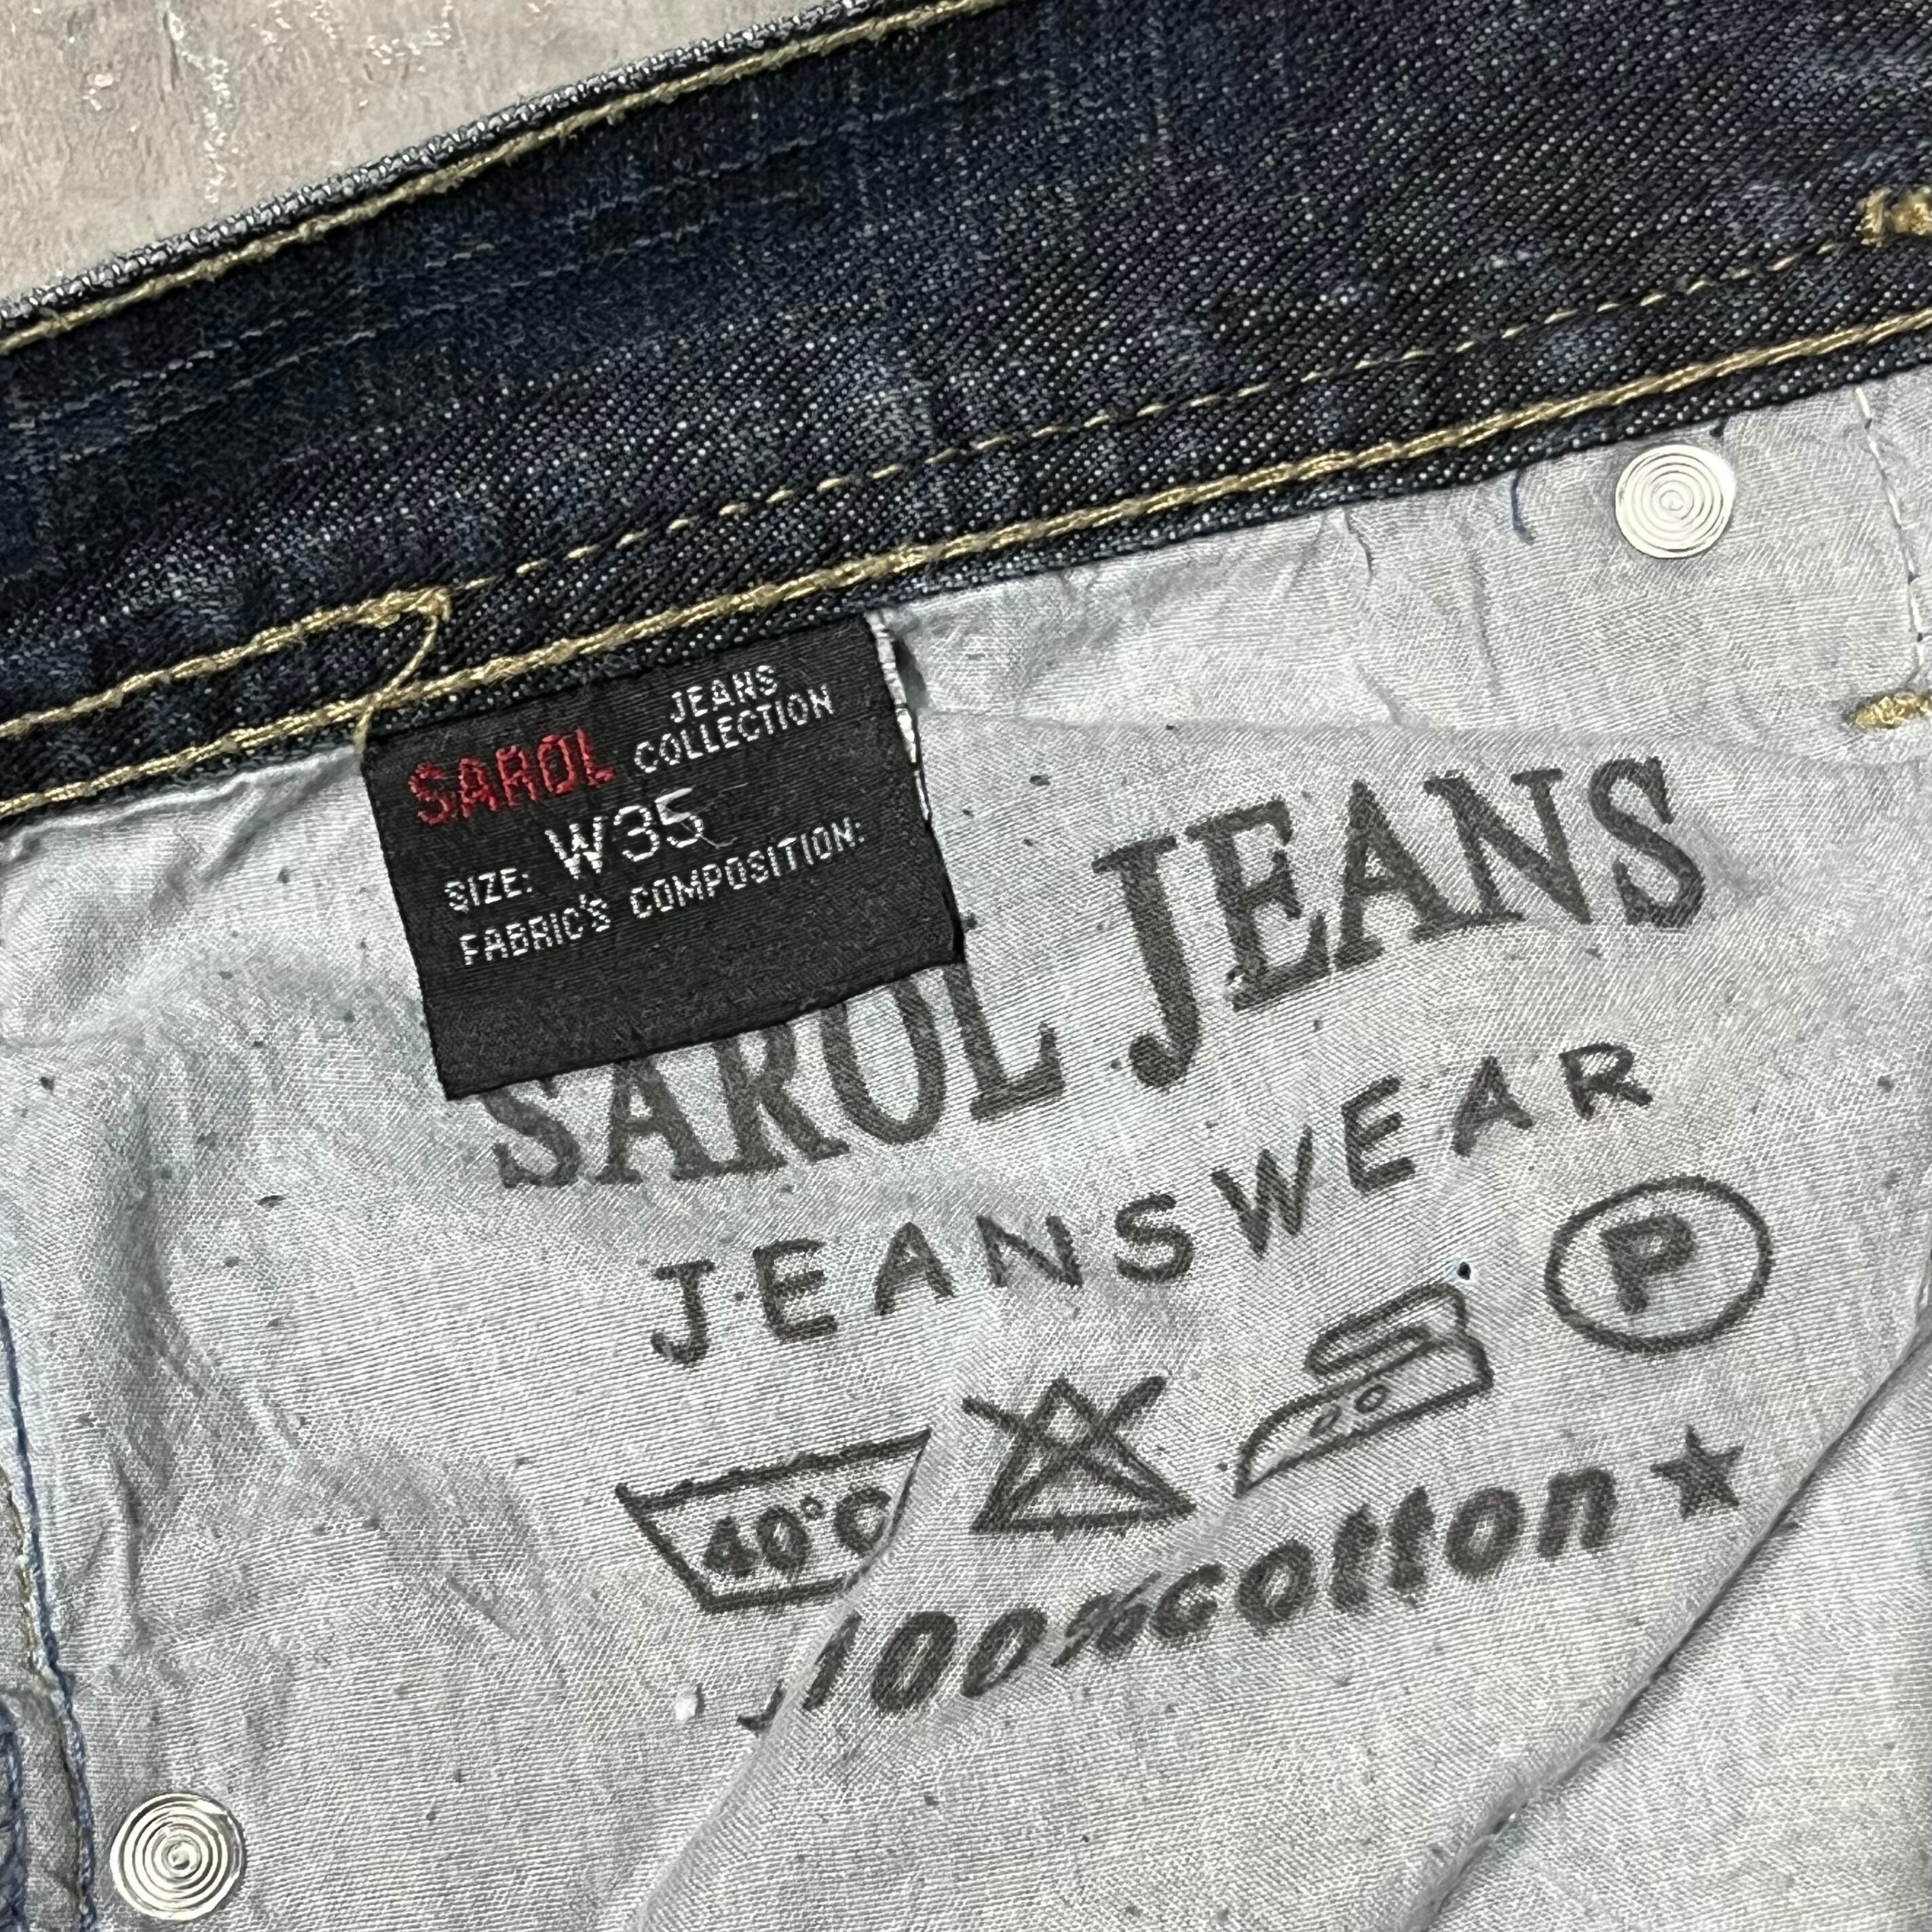 JEANS
SAROL COLLECTION
SIZE: W35
FABRIC'S COMPOSITION:
SAROL JEANS
JEANSWEAR
P
40°C
100%cotton★